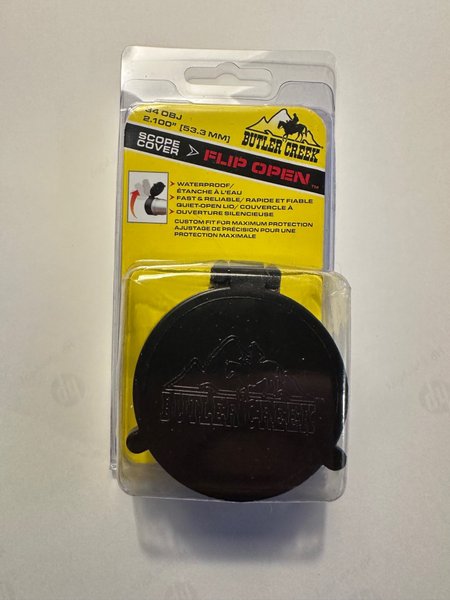 34 OBJ
2.100" [53.3 MM]
BUTLER CREEK
SCOPE
COVER
FLIP OPEN™
WATERPROOF/
ÉTANCHE À L'EAU
FAST & RELIABLE/ RAPIDE ET FIABLE
QUIET-OPEN LID/ COUVERCLE À
OUVERTURE SILENCIEUSE
CUSTOM FIT FOR MAXIMUM PROTECTION
AJUSTAGE DE PRÉCISION POUR UNE
PROTECTION MAXIMALE
BUTLER CREEK